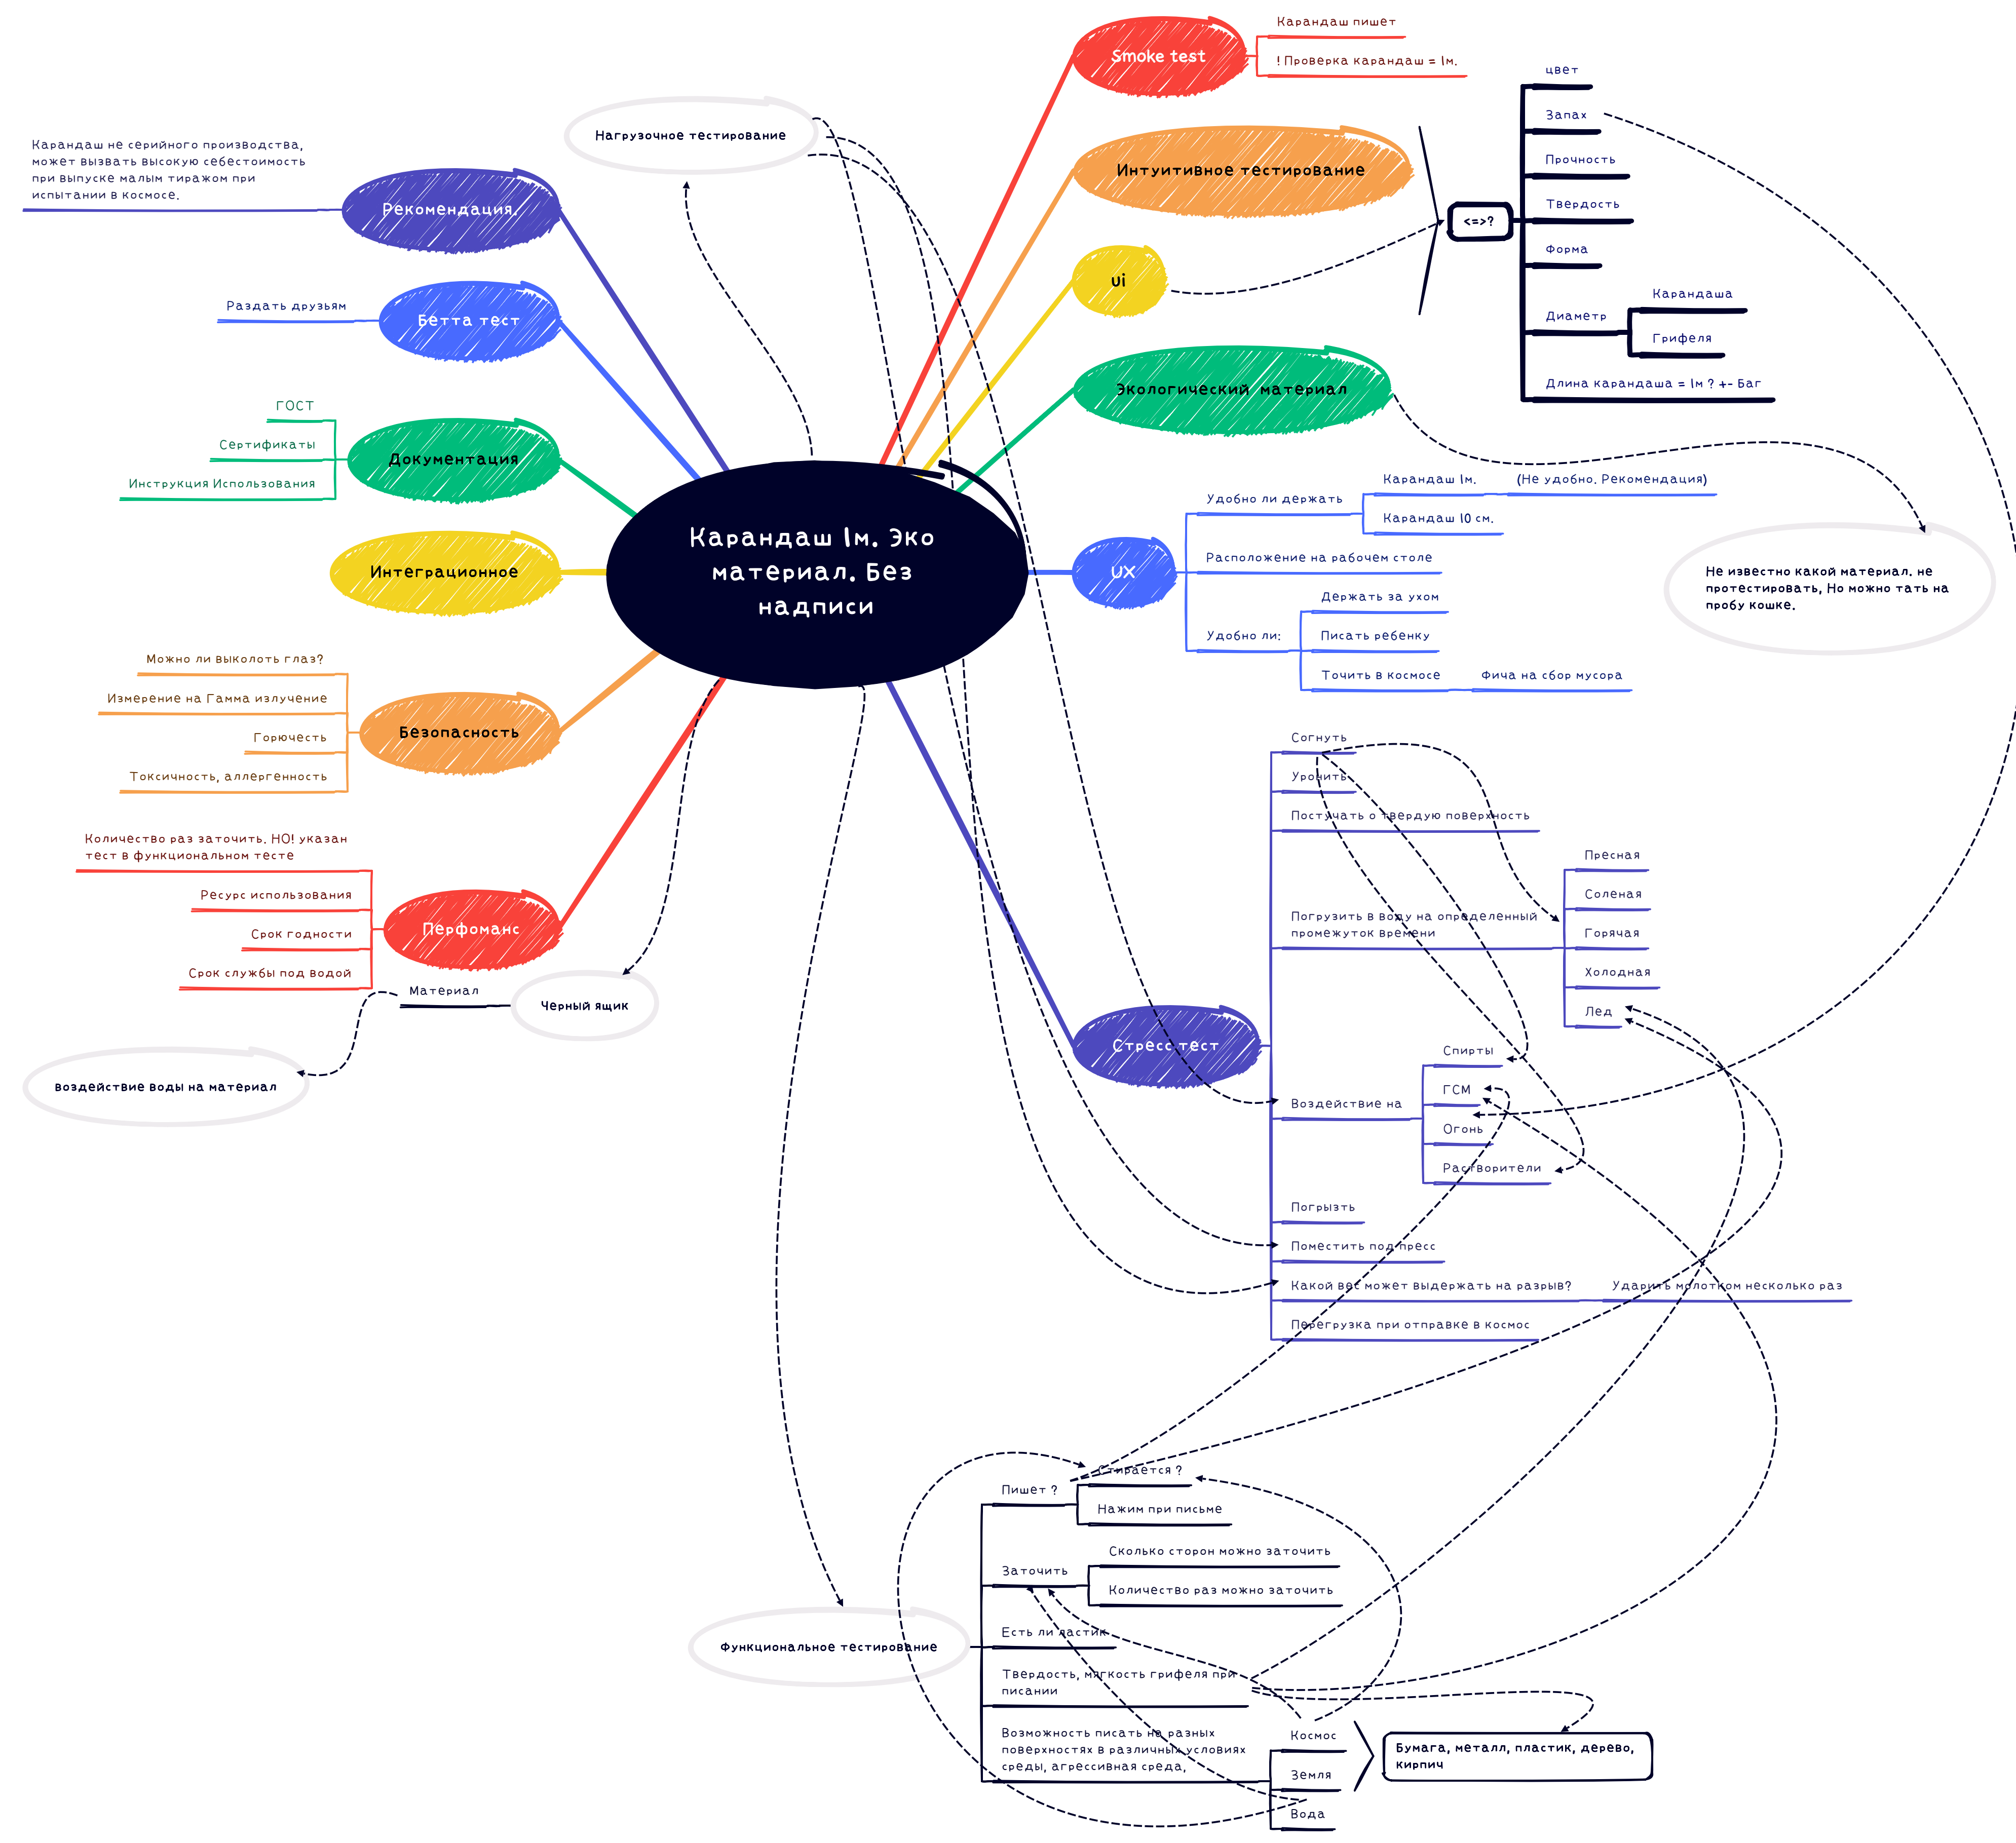 Карандаш 1м. Эко
материал. Без
надписи
Smoke test
Карандаш пишет
! Проверка карандаш = 1м.
Интуитивное тестирование
ui
<=>?
цвет
Запах
Прочность
Твердость
Форма
Диаметр
Карандаша
Грифеля
Длина карандаша = 1м ? +- Баг
Экологический материал
Не известно какой материал. не
протестировать, Но можно тать на
пробу кошке.
UX
Удобно ли держать
Карандаш 1м.
(Не удобно. Рекомендация)
Карандаш 10 см.
Расположение на рабочем столе
Удобно ли:
Держать за ухом
Писать ребенку
Точить в космосе
Фича на сбор мусора
Стресс тест
Согнуть
Уронить
Постучать о твердую поверхность
Погрузить в воду на определенный
промежуток времени
Пресная
Соленая
Горячая
Холодная
Лед
Воздействие на
Спирты
ГСМ
Огонь
Растворители
Погрызть
Поместить под пресс
Какой вес может выдержать на разрыв?
Ударить молотком несколько раз
Перегрузка при отправке в космос
Нагрузочное тестирование
Рекомендация.
Карандаш не серийного производства,
может вызвать высокую себестоимость
при выпуске малым тиражом при
испытании в космосе.
Бетта тест
Раздать друзьям
Документация
ГОСТ
Сертификаты
Инструкция Использования
Интеграционное
Безопасность
Можно ли выколоть глаз?
Измерение на Гамма излучение
Горючесть
Токсичность, аллергенность
Перфоманс
Количество раз заточить. НО! указан
тест в функциональном тесте
Ресурс использования
Срок годности
Срок службы под водой
Черный ящик
Материал
воздействие воды на материал
Функциональное тестирование
Пишет ?
Стирается ?
Нажим при письме
Заточить
Сколько сторон можно заточить
Количество раз можно заточить
Есть ли ластик
Твердость, мягкость грифеля при
писании
Возможность писать на разных
поверхностях в различных условиях
среды, агрессивная среда,
Космос
Земля
Вода
Бумага, металл, пластик, дерево,
кирпич